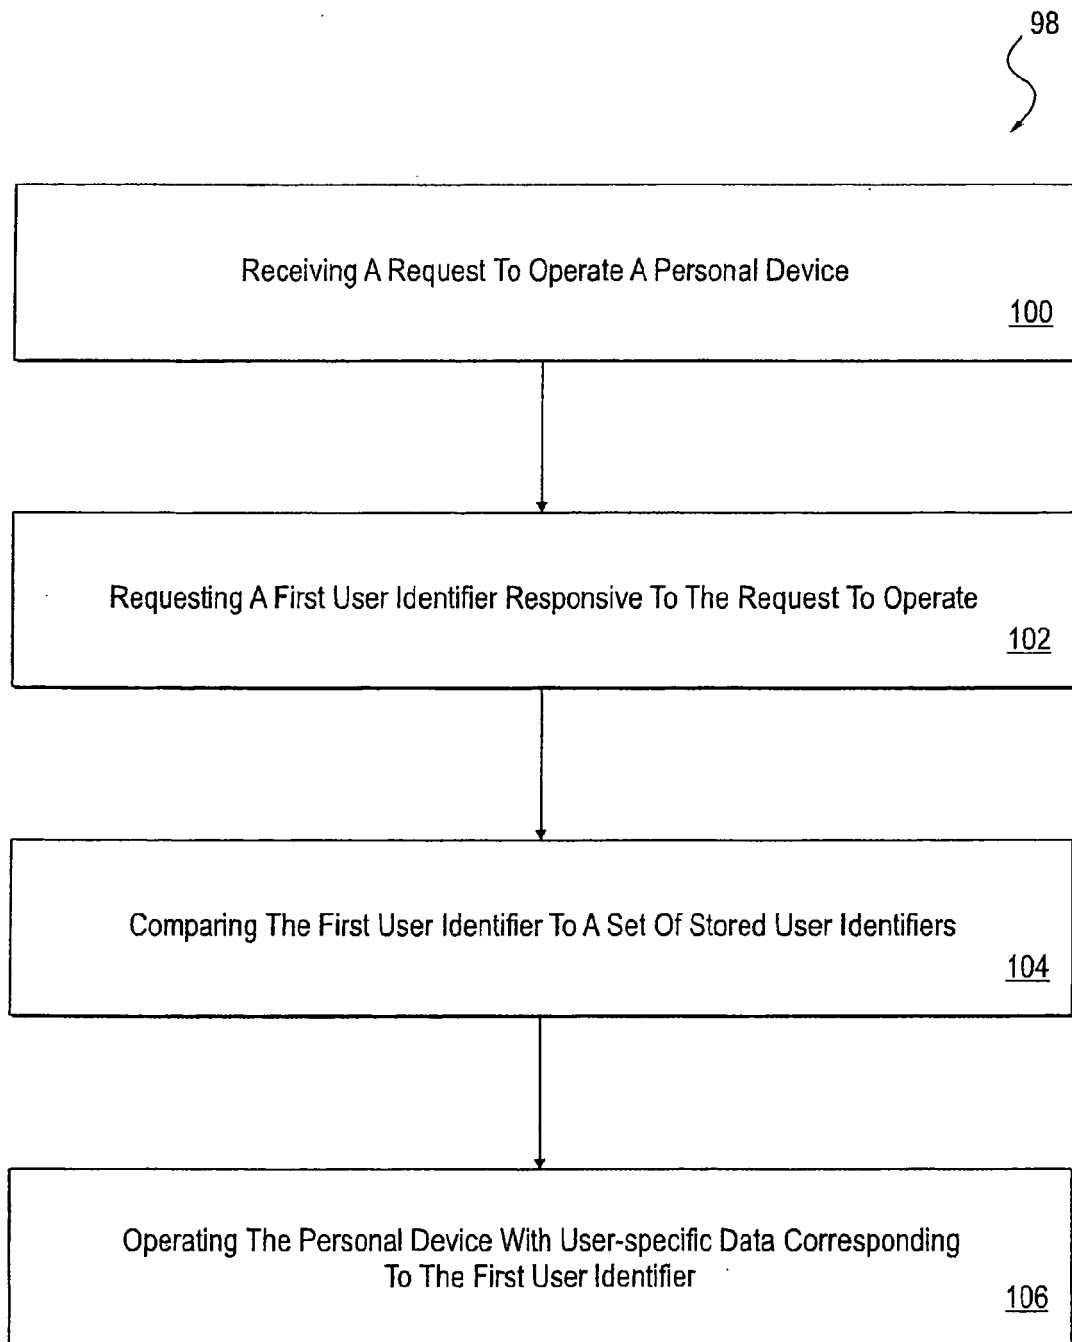 98
Receiving A Request To Operate A Personal Device
100
Requesting A First User Identifier Responsive To The Request To Operate
102
Comparing The First User Identifier To A Set Of Stored User Identifiers
104
Operating The Personal Device With User-specific Data Corresponding
To The First User Identifier
106